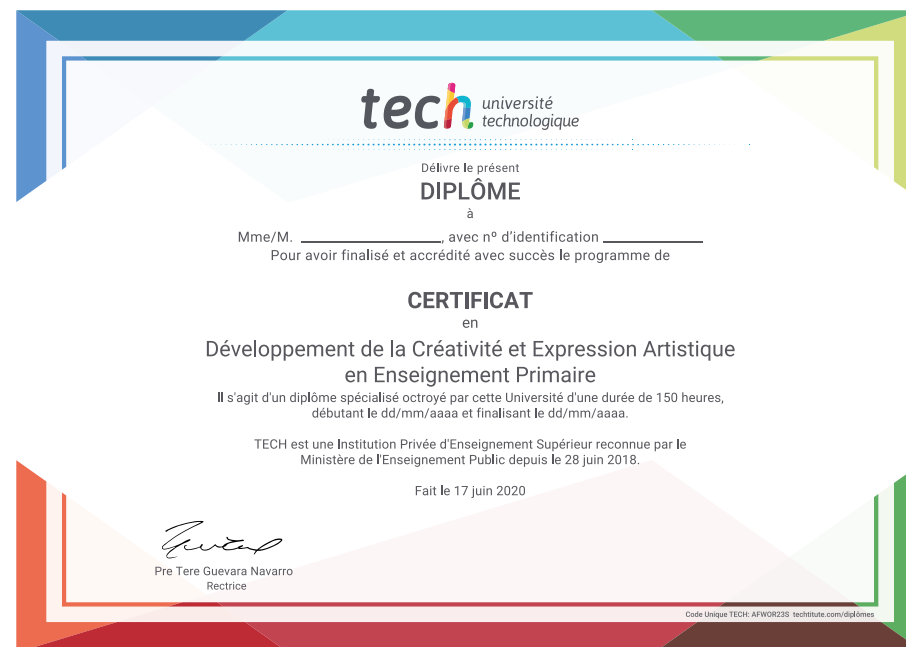 tech université
technologique
Délivre le présent
DIPLÔME
à
Mme/M. ____________________, avec nº d'identification ______________
Pour avoir finalisé et accrédité avec succès le programme de
CERTIFICAT
en
Développement de la Créativité et Expression Artistique
en Enseignement Primaire
Il s'agit d'un diplôme spécialisé octroyé par cette Université d'une durée de 150 heures,
débutant le dd/mm/aaaa et finalisant le dd/mm/aaaa.
TECH est une Institution Privée d'Enseignement Supérieur reconnue par le
Ministère de l'Enseignement Public depuis le 28 juin 2018.
Fait le 17 juin 2020
Pre Tere Guevara Navarro
Rectrice
Code Unique TECH: AFWOR23S techtitute.com/diplômes